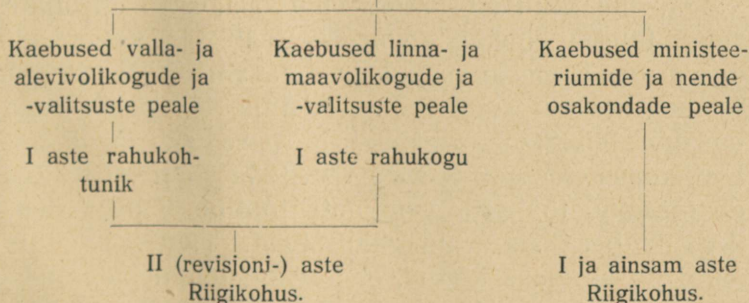 Kaebused valla- ja
alevivolikogude ja
-valitsuste peale
I aste rahukoh-
tunik
Kaebused linna- ja
maavolikogude ja
-valitsuste peale
I aste rahukogu
II (revisjoni-) aste
Riigikohus.
Kaebused ministee-
riumide ja nende
osakondade peale
I ja ainsam aste
Riigikohus.